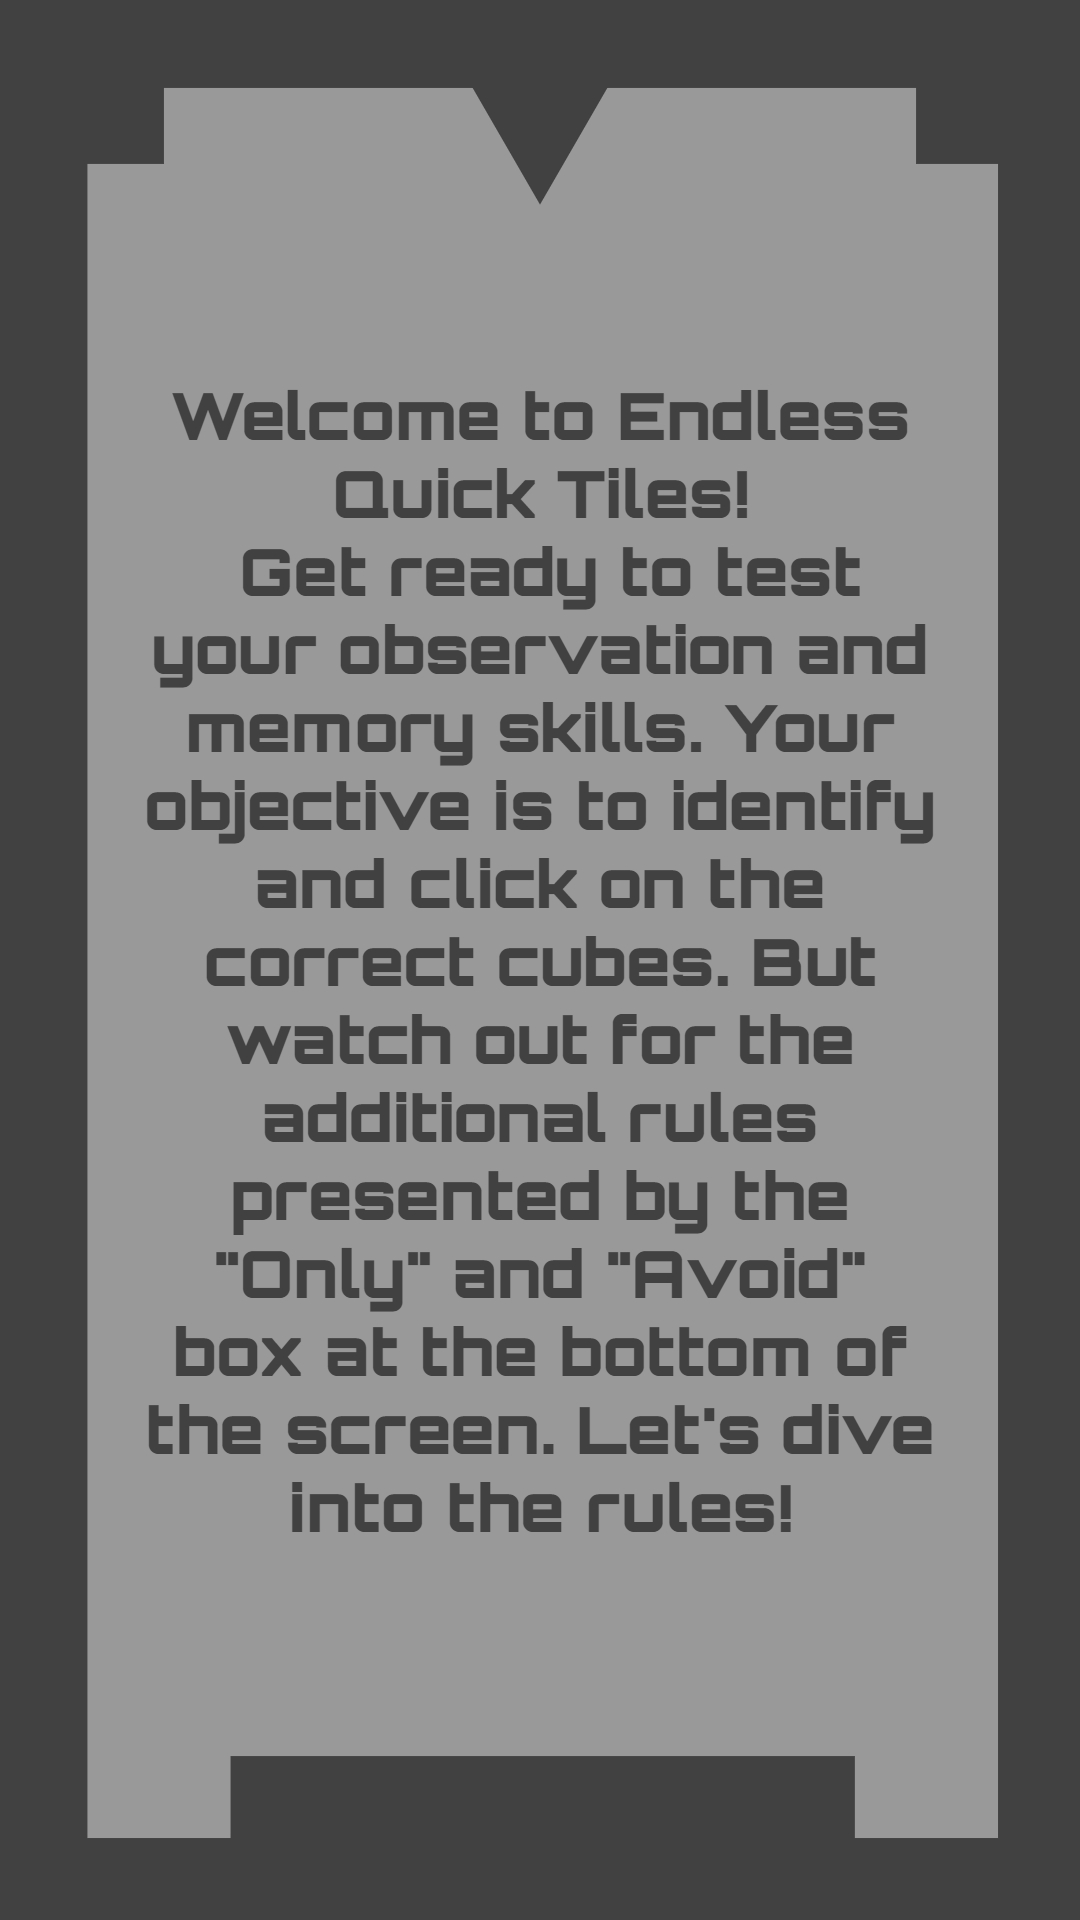 Welcome to Endless
Quick Tiles!
Get ready to test
your observation and
memory skills. Your
objective is to identify
and click on the
correct cubes. But
watch out for the
additional rules
presented by the
"Only" and "Avoid"
box at the bottom of
the screen. Let's dive
into the rules!